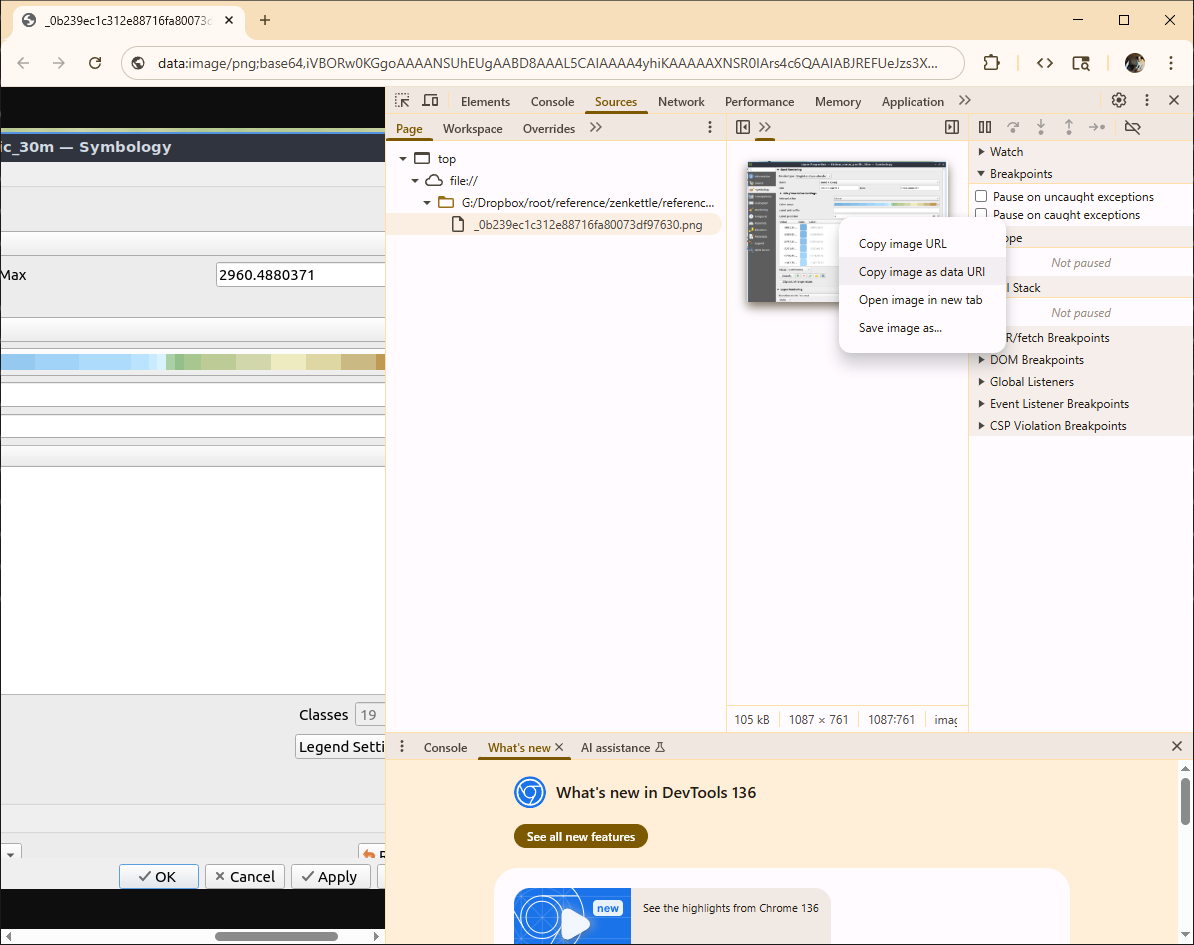 _0b239ec1c312e88716fa80073d
data:image/png;base64,iVBORw0KGgoAAAANSUhEUgAABD8AAAL5CAIAAAA4yhiKAAAAAXNSR0IArs4c6QAAIABJREFUeJzs3X...
ic_30m — Symbology
Max
2960.4880371
Classes
19
Legend Setti
OK
Cancel
Apply
Elements
Console
Sources
Network
Performance
Memory
Application
Page
Workspace
Overrides
top
file://
G:/Dropbox/root/reference/zenkettle/referenc...
_0b239ec1c312e88716fa80073df97630.png
Copy image URL
Copy image as data URI
Open image in new tab
Save image as...
105 kB
1087 × 761
1087:761
imag
Watch
Breakpoints
Pause on uncaught exceptions
Pause on caught exceptions
ope
Not paused
l Stack
Not paused
R/fetch Breakpoints
DOM Breakpoints
Global Listeners
Event Listener Breakpoints
CSP Violation Breakpoints
Console
What's new
AI assistance
What's new in DevTools 136
See all new features
new
See the highlights from Chrome 136